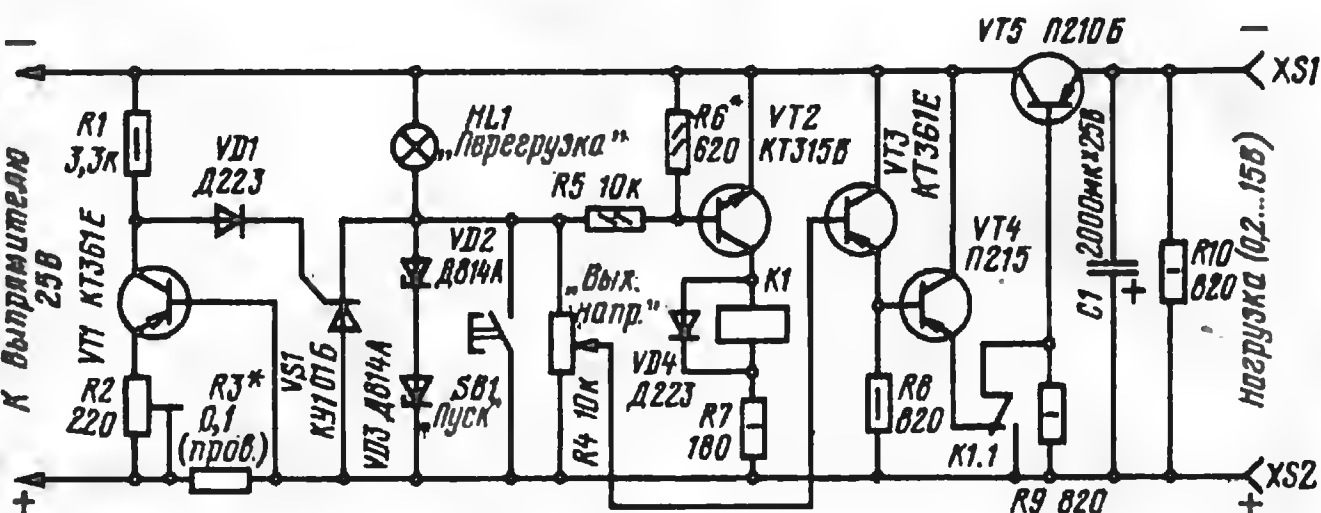 VT5 П210Б
–
–
XS1
R1
3,3к
VD1
Д223
HL1
„Перегрузка”
R6*
620
VT2
КТ315В
VT3
КТ361Е
К выпрямителю
25В
VT1 КТ361Е
R5 10к
VD2
Д814А
„Вых.
напр.”
К1
VT4
П215
С1 2000мк×25В
+
R10
820
Нагрузка (0,2...15В)
R2
220
R3*
0,1
(пров.)
VS1
КУ101Б
VD3 Д814А
SB1
„Пуск”
R4 10к
VD4
Д223
R7
180
R8
820
К1.1
R9 820
+
XS2
+